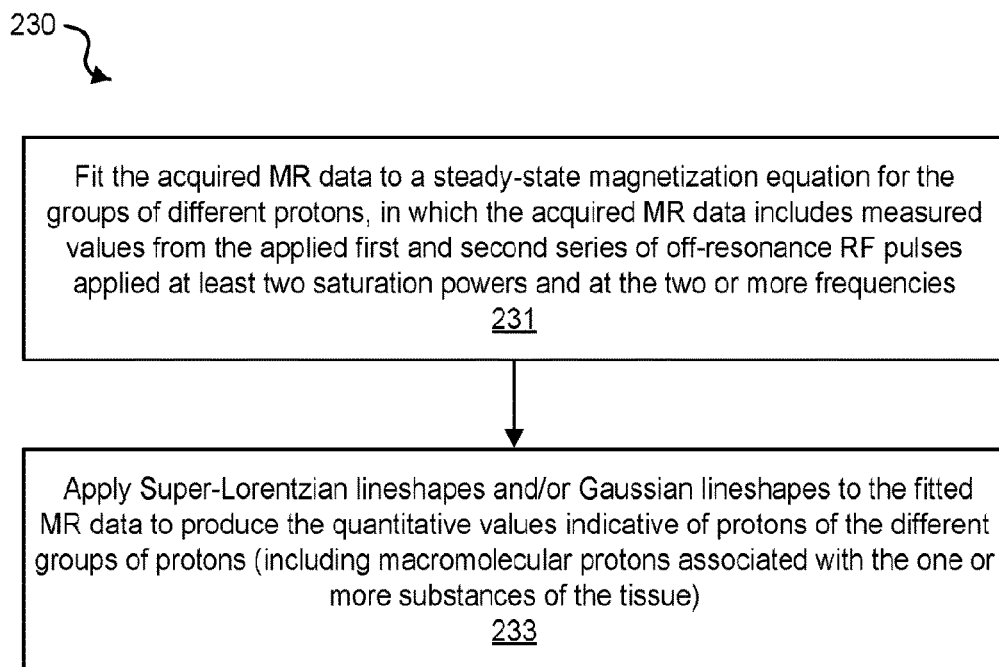 230
Fit the acquired MR data to a steady-state magnetization equation for the
groups of different protons, in which the acquired MR data includes measured
values from the applied first and second series of off-resonance RF pulses
applied at least two saturation powers and at the two or more frequencies
231
Apply Super-Lorentzian lineshapes and/or Gaussian lineshapes to the fitted
MR data to produce the quantitative values indicative of protons of the different
groups of protons (including macromolecular protons associated with the one or
more substances of the tissue)
233